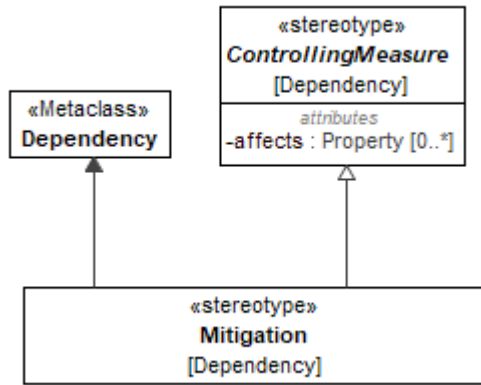 «stereotype»
ControllingMeasure
[Dependency]
attributes
-affects : Property [0..*]
«Metaclass»
Dependency
«stereotype»
Mitigation
[Dependency]